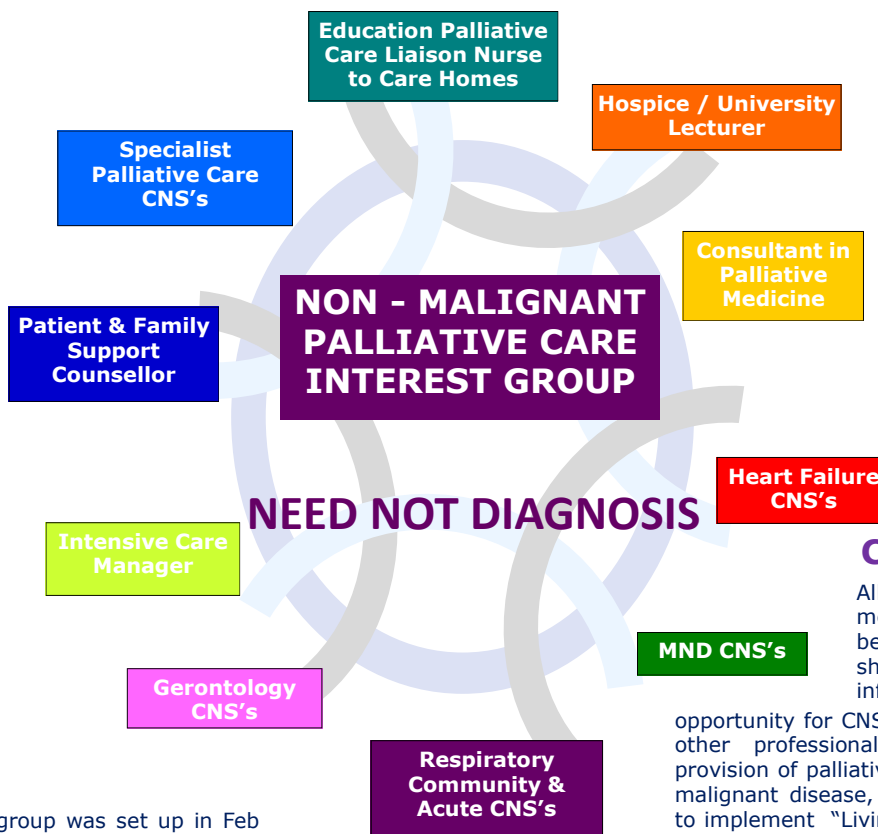 Education Palliative
Care Liaison Nurse
to Care Homes
Hospice / University
Lecturer
Specialist
Palliative Care
CNS’s
Consultant in
Palliative
Medicine
NON - MALIGNANT
PALLIATIVE CARE
INTEREST GROUP
Patient & Family
Support
Counsellor
Heart Failure
CNS’s
NEED NOT DIAGNOSIS
Intensive Care
Manager
MND CNS’s
Gerontology
CNS’s
opportunity for CNS
other professional
provision of palliativ
malignant disease,
to implement “Livin
Respiratory
Community &
Acute CNS’s
group was set up in Feb